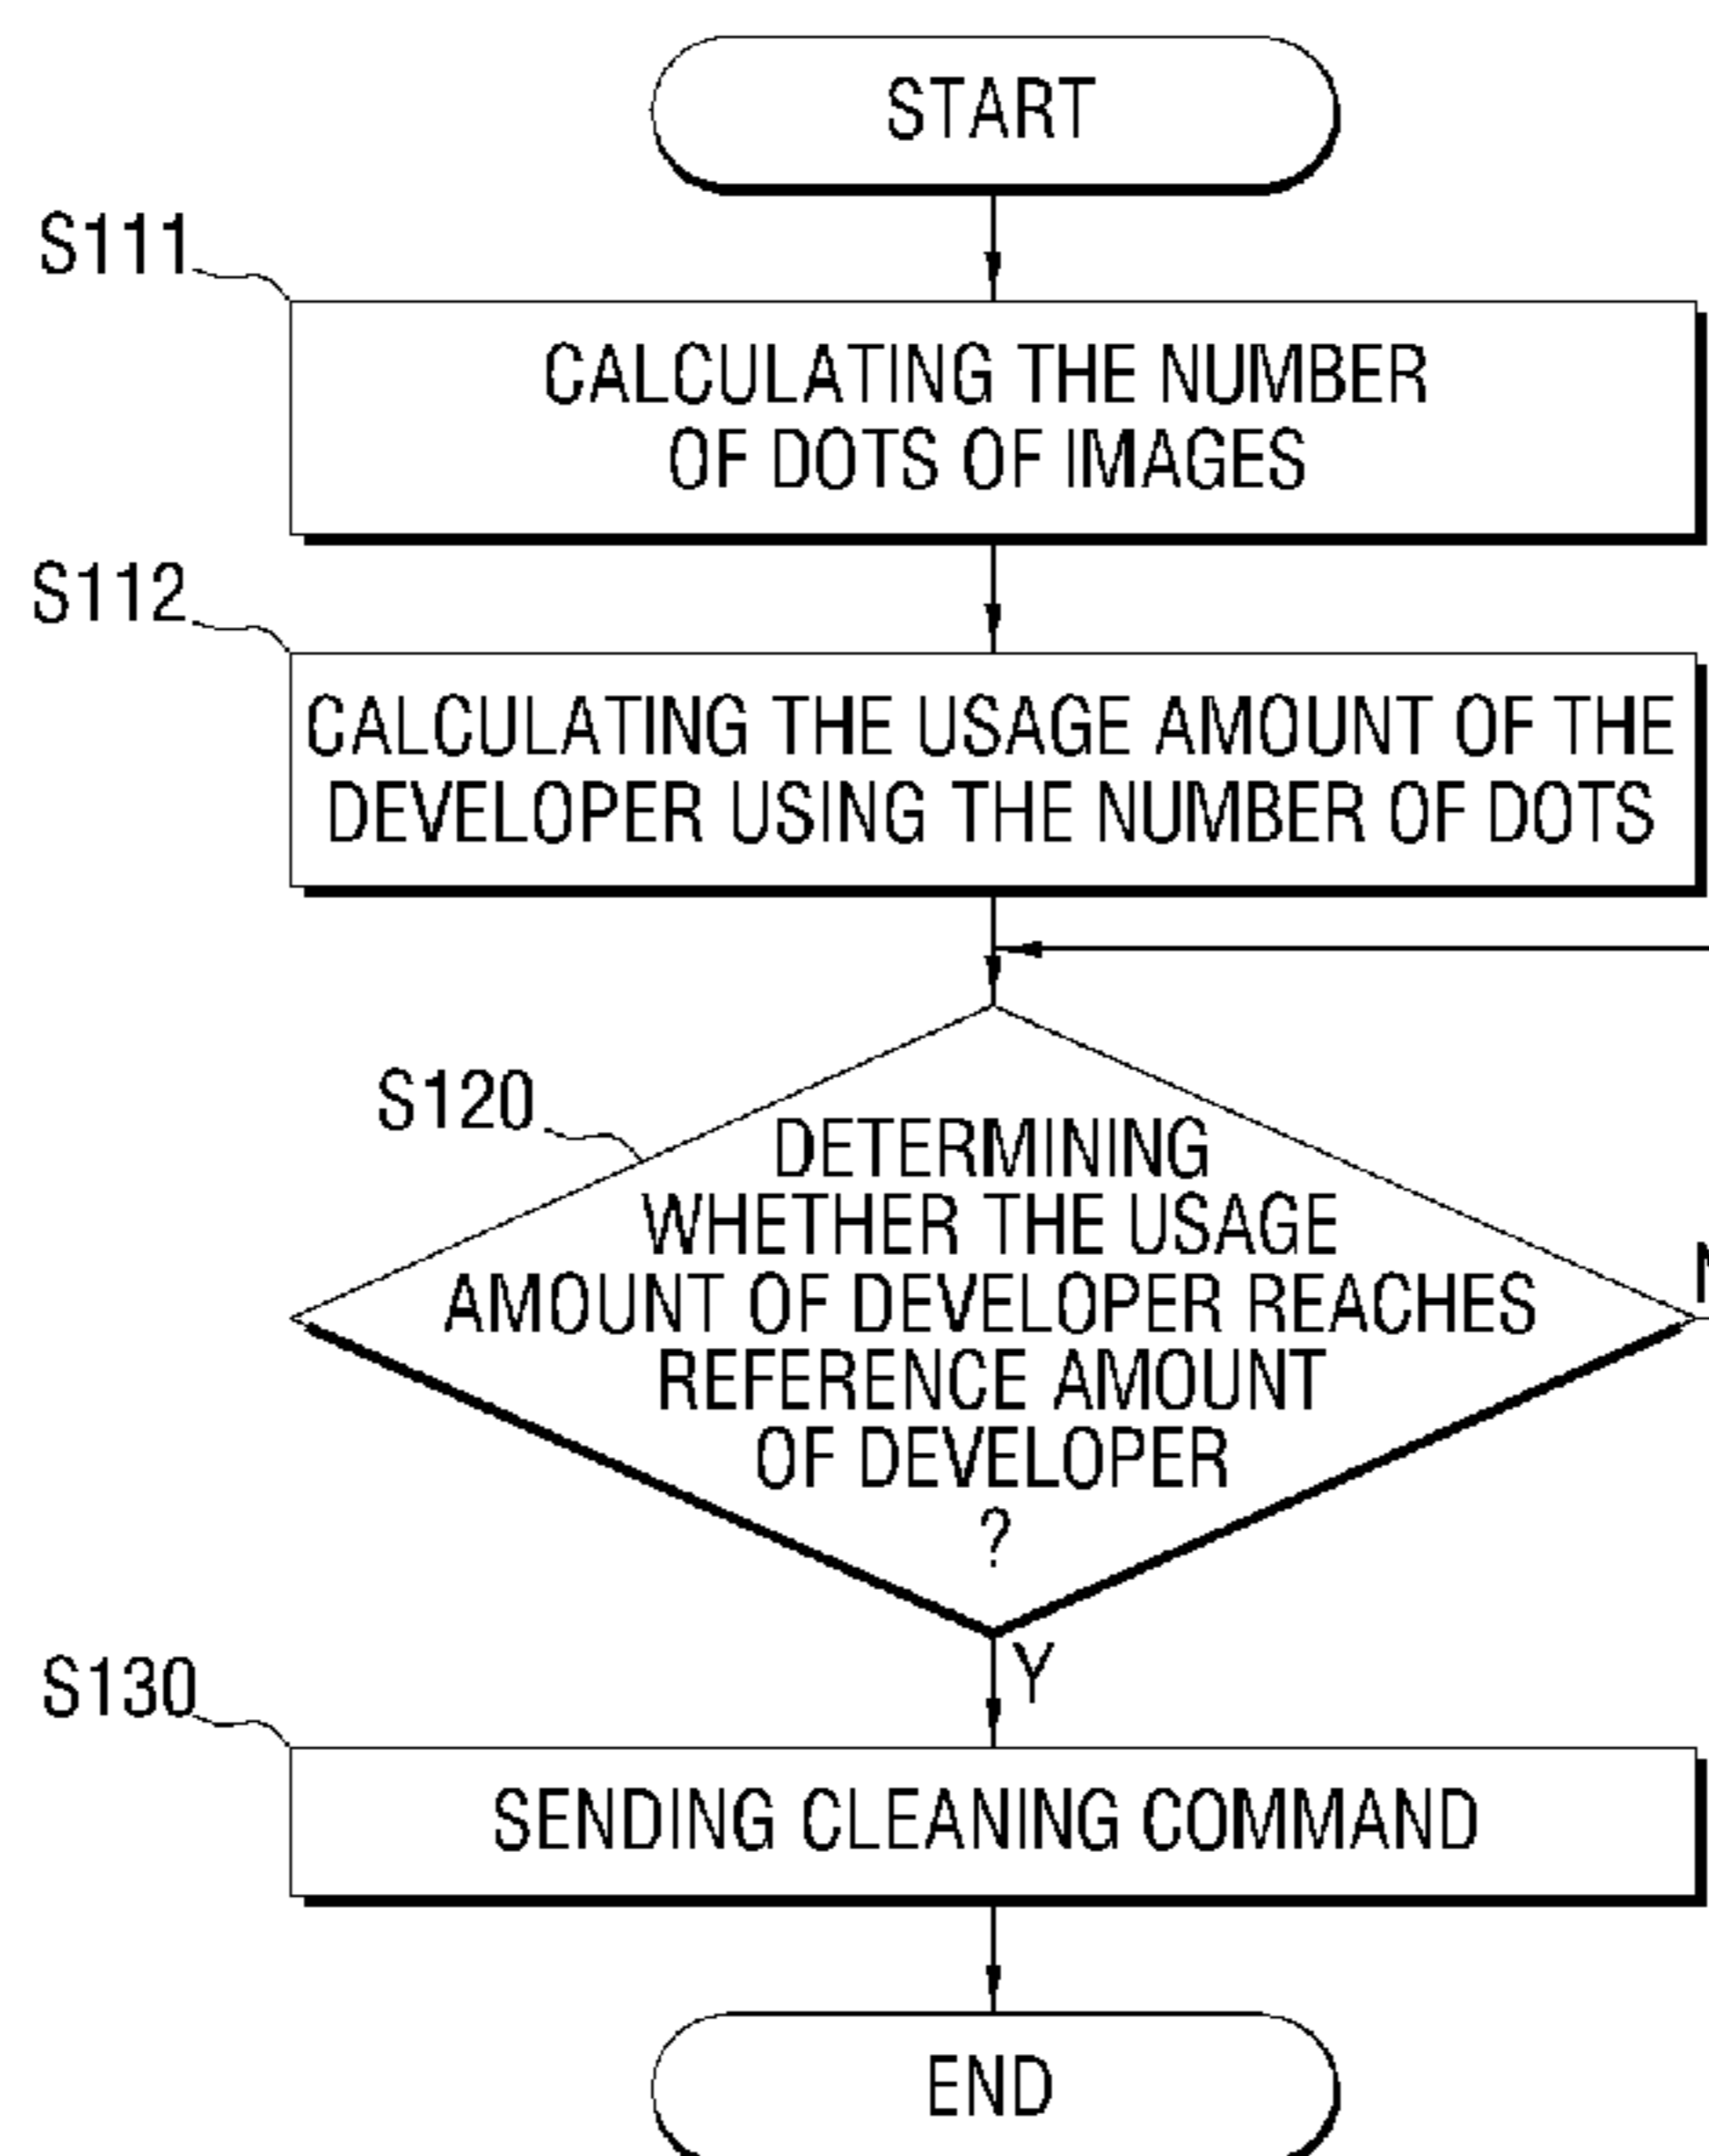 START
S111
CALCULATING THE NUMBER
OF DOTS OF IMAGES
S112
CALCULATING THE USAGE AMOUNT OF THE
DEVELOPER USING THE NUMBER OF DOTS
S120
DETERMINING
WHETHER THE USAGE
AMOUNT OF DEVELOPER REACHES
REFERENCE AMOUNT
OF DEVELOPER
?
Y
S130
SENDING CLEANING COMMAND
END